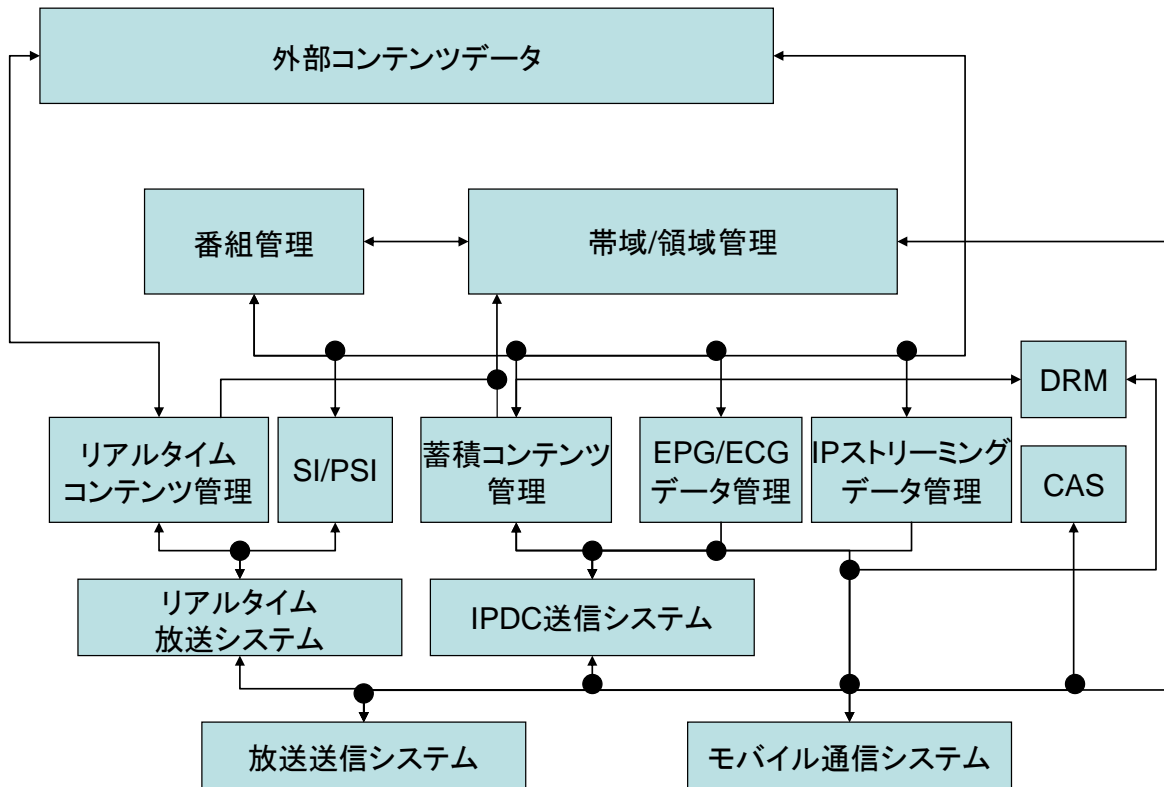 外部コンテンツデータ
番組管理
帯域/領域管理
DRM
リアルタイム
コンテンツ管理
SI/PSI
蓄積コンテンツ
管理
EPG/ECG
データ管理
IPストリーミング
データ管理
CAS
リアルタイム
放送システム
IPDC送信システム
放送送信システム
モバイル通信システム